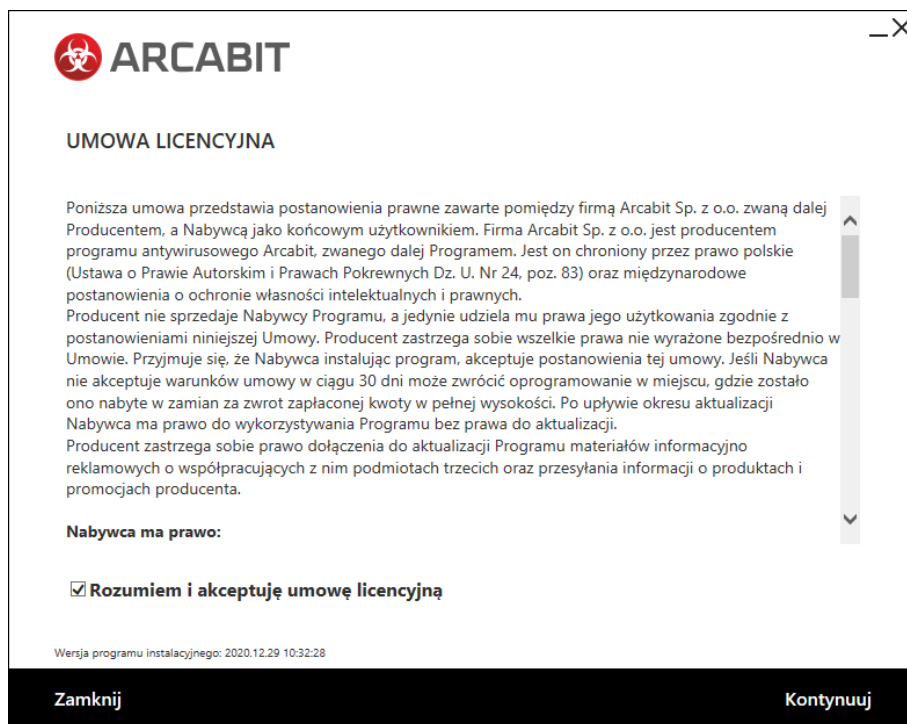 ARCABIT
UMOWA LICENCYJNA
Poniższa umowa przedstawia postanowienia prawne zawarte pomiędzy firmą Arcabit Sp. z o.o. zwaną dalej
Producentem, a Nabywcą jako końcowym użytkownikiem. Firma Arcabit Sp. z o.o. jest producentem
programu antywirusowego Arcabit, zwanego dalej Programem. Jest on chroniony przez prawo polskie
(Ustawa o Prawie Autorskim i Prawach Pokrewnych Dz. U. Nr 24, poz. 83) oraz międzynarodowe
postanowienia o ochronie własności intelektualnych i prawnych.
Producent nie sprzedaje Nabywcy Programu, a jedynie udziela mu prawa jego użytkowania zgodnie z
postanowieniami niniejszej Umowy. Producent zastrzega sobie wszelkie prawa nie wyrażone bezpośrednio w
Umowie. Przyjmuje się, że Nabywca instalując program, akceptuje postanowienia tej umowy. Jeśli Nabywca
nie akceptuje warunków umowy w ciągu 30 dni może zwrócić oprogramowanie w miejscu, gdzie zostało
ono nabyte w zamian za zwrot zapłaconej kwoty w pełnej wysokości. Po upływie okresu aktualizacji
Nabywca ma prawo do wykorzystywania Programu bez prawa do aktualizacji.
Producent zastrzega sobie prawo dołączenia do aktualizacji Programu materiałów informacyjno
reklamowych o współpracujących z nim podmiotach trzecich oraz przesyłania informacji o produktach i
promocjach producenta.
Nabywca ma prawo:
Rozumiem i akceptuję umowę licencyjną
Wersja programu instalacyjnego: 2020.12.29 10:32:28
Zamknij
Kontynuuj